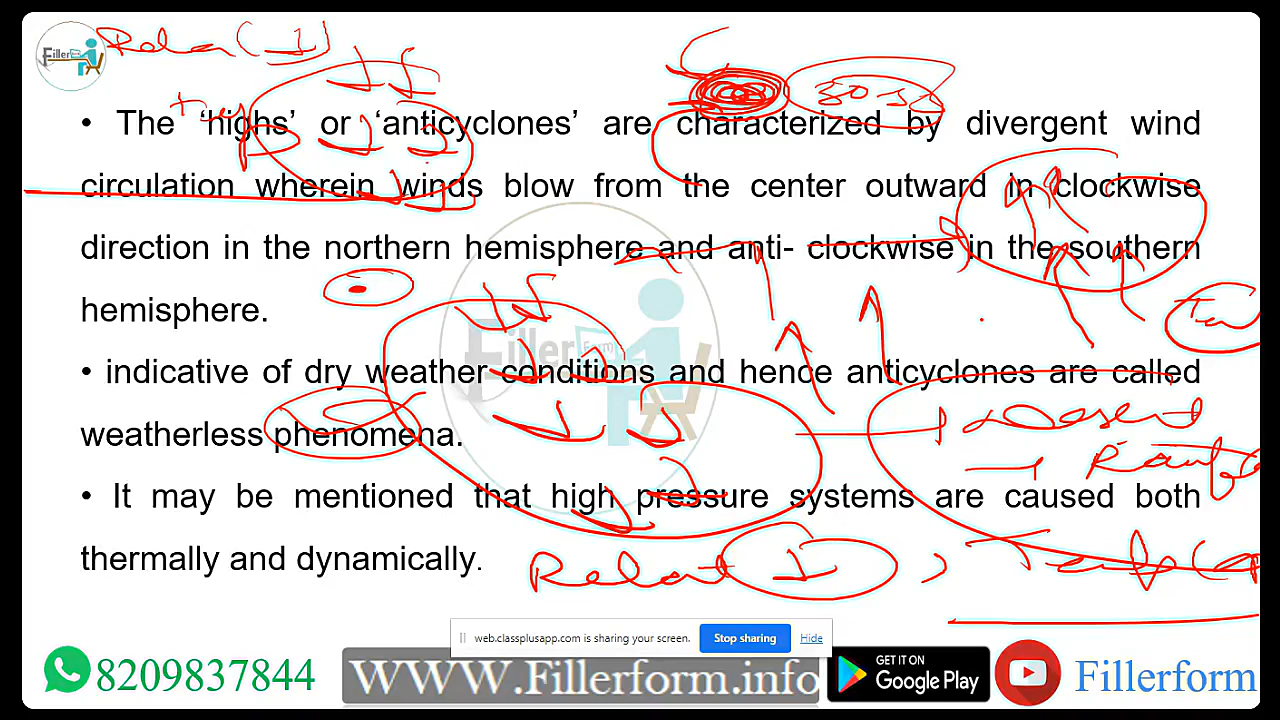 Filler Form
• The ‘highs’ or ‘anticyclones’ are characterized by divergent wind
circulation wherein winds blow from the center outward in clockwise
direction in the northern hemisphere and anti- clockwise in the southern
hemisphere.
• indicative of dry weather conditions and hence anticyclones are called
weatherless phenomena.
• It may be mentioned that high pressure systems are caused both
thermally and dynamically.
web.classplusapp.com is sharing your screen. Stop sharing Hide
8209837844 WWW.Fillerform.info GET IT ON Google Play Fillerform